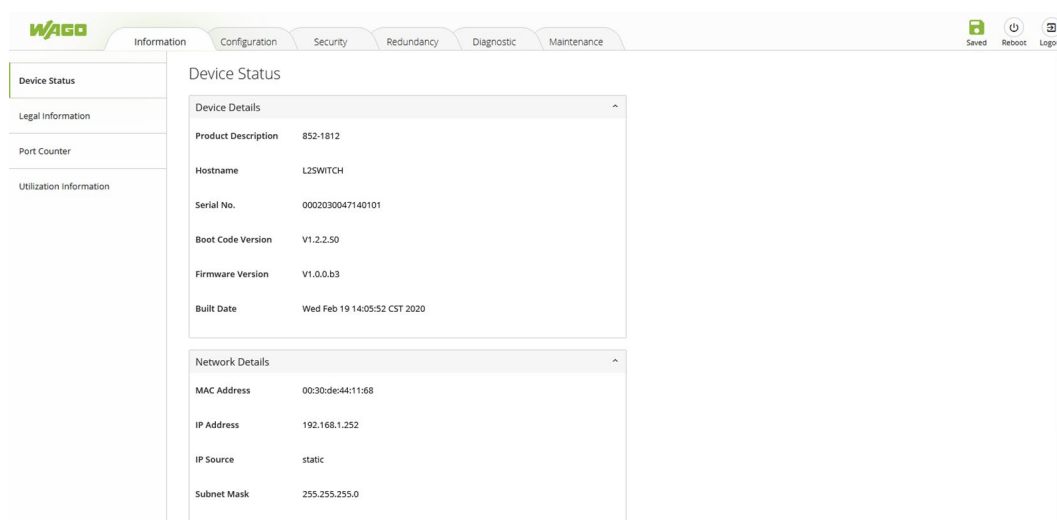 WAGO
Information Configuration Security Redundancy Diagnostic Maintenance
Saved Reboot Logou
Device Status
Legal Information
Port Counter
Utilization Information
Device Status
Device Details
Product Description 852-1812
Hostname L2SWITCH
Serial No. 0002030047140101
Boot Code Version V1.2.2.S0
Firmware Version V1.0.0.b3
Built Date Wed Feb 19 14:05:52 CST 2020
Network Details
MAC Address 00:30:de:44:11:68
IP Address 192.168.1.252
IP Source static
Subnet Mask 255.255.255.0